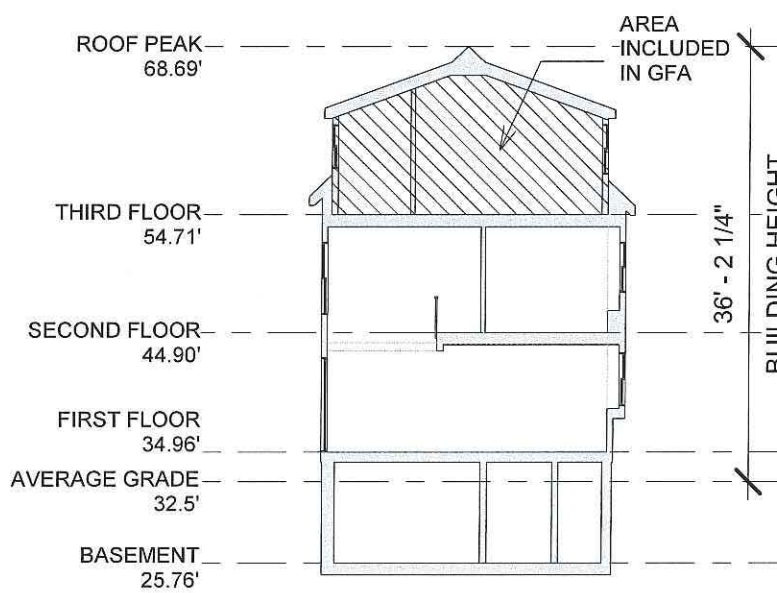 ROOF PEAK
68.69'
AREA
INCLUDED
IN GFA
THIRD FLOOR
54.71'
SECOND FLOOR
44.90'
FIRST FLOOR
34.96'
AVERAGE GRADE
32.5'
BASEMENT
25.76'
36' - 2 1/4"
BUILDING HEIGHT